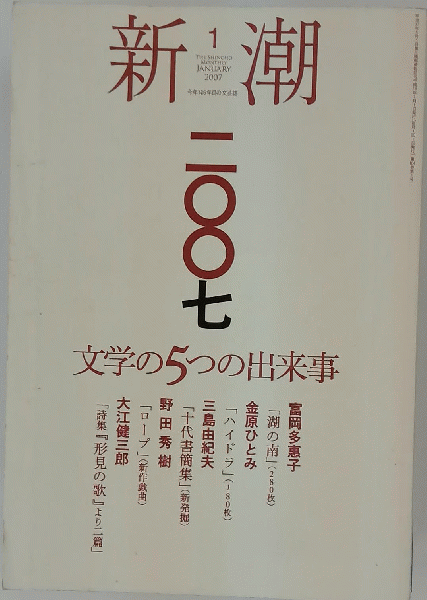 新潮
1
THE SHINCHO
MONTHLY
JANUARY
2007
二〇〇七
文学の5つの出来事
富岡多惠子
「湖の南」（280枚）
金原ひとみ
「ハイドラ」（180枚）
三島由紀夫
「十代書簡集」（新発掘）
野田秀樹
「ロープ」（新作戯曲）
大江健三郎
「詩集『形見の歌』より二篇」